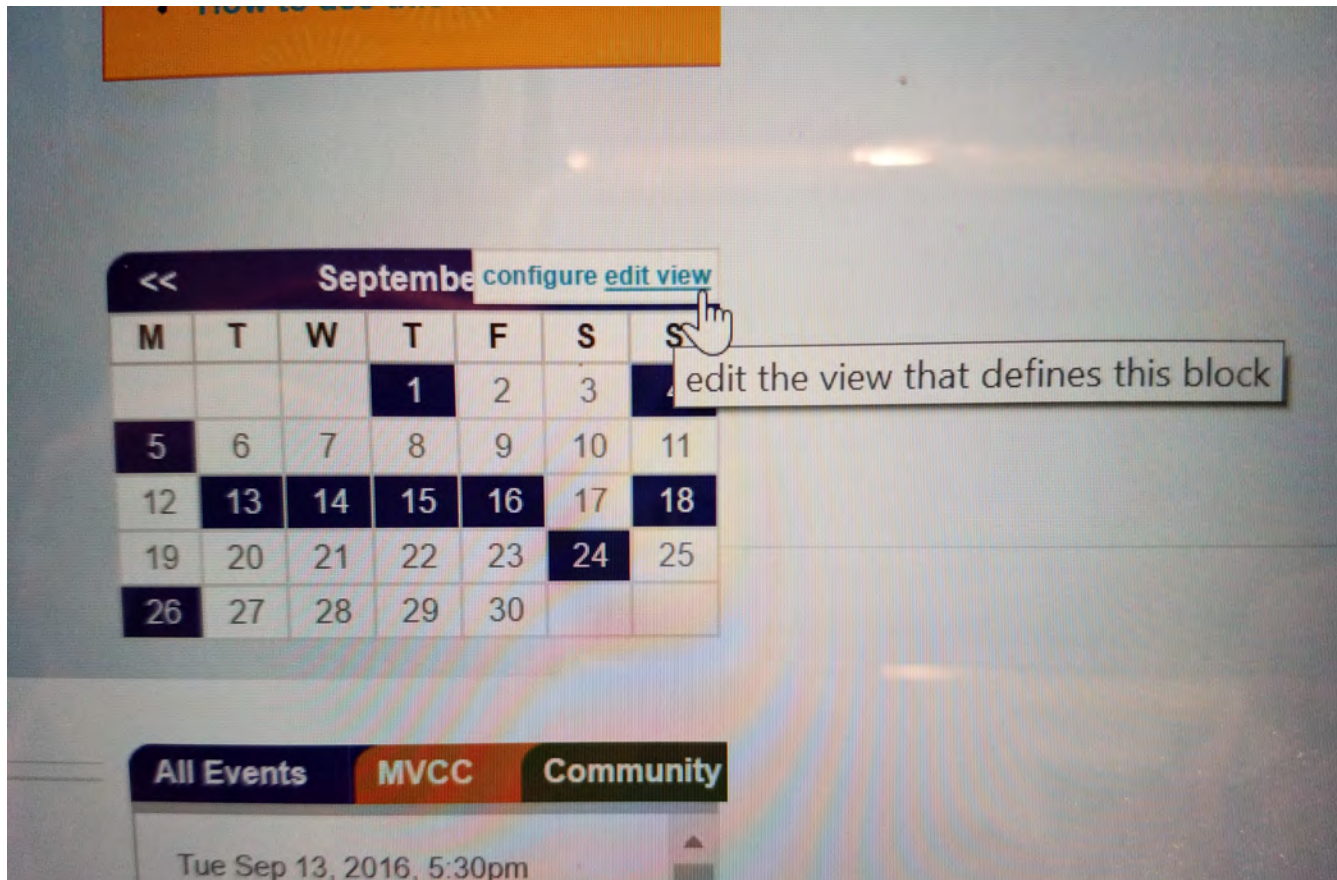 << Septembe configure edit view
M T W T F S S
edit the view that defines this block
1 2 3
5 6 7 8 9 10 11
12 13 14 15 16 17 18
19 20 21 22 23 24 25
26 27 28 29 30
All Events MVCC Community
Tue Sep 13, 2016, 5:30pm